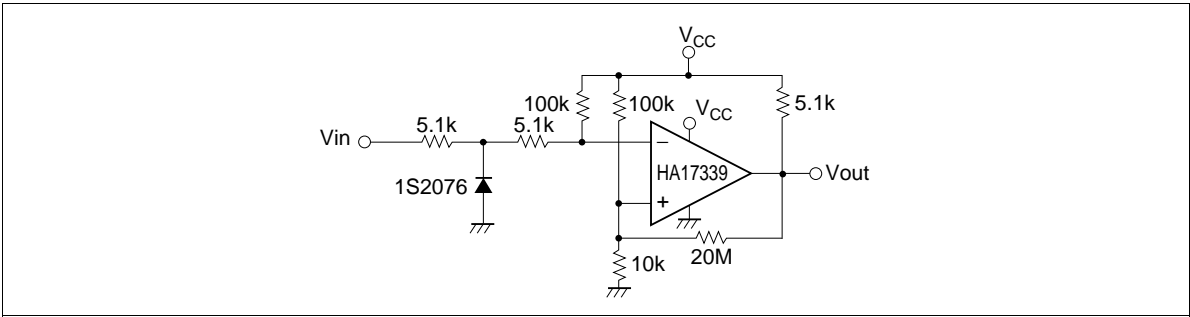 VCC
100k
100k
5.1k
VCC
Vin
5.1k
5.1k
−
HA17339
Vout
1S2076
+
20M
10k